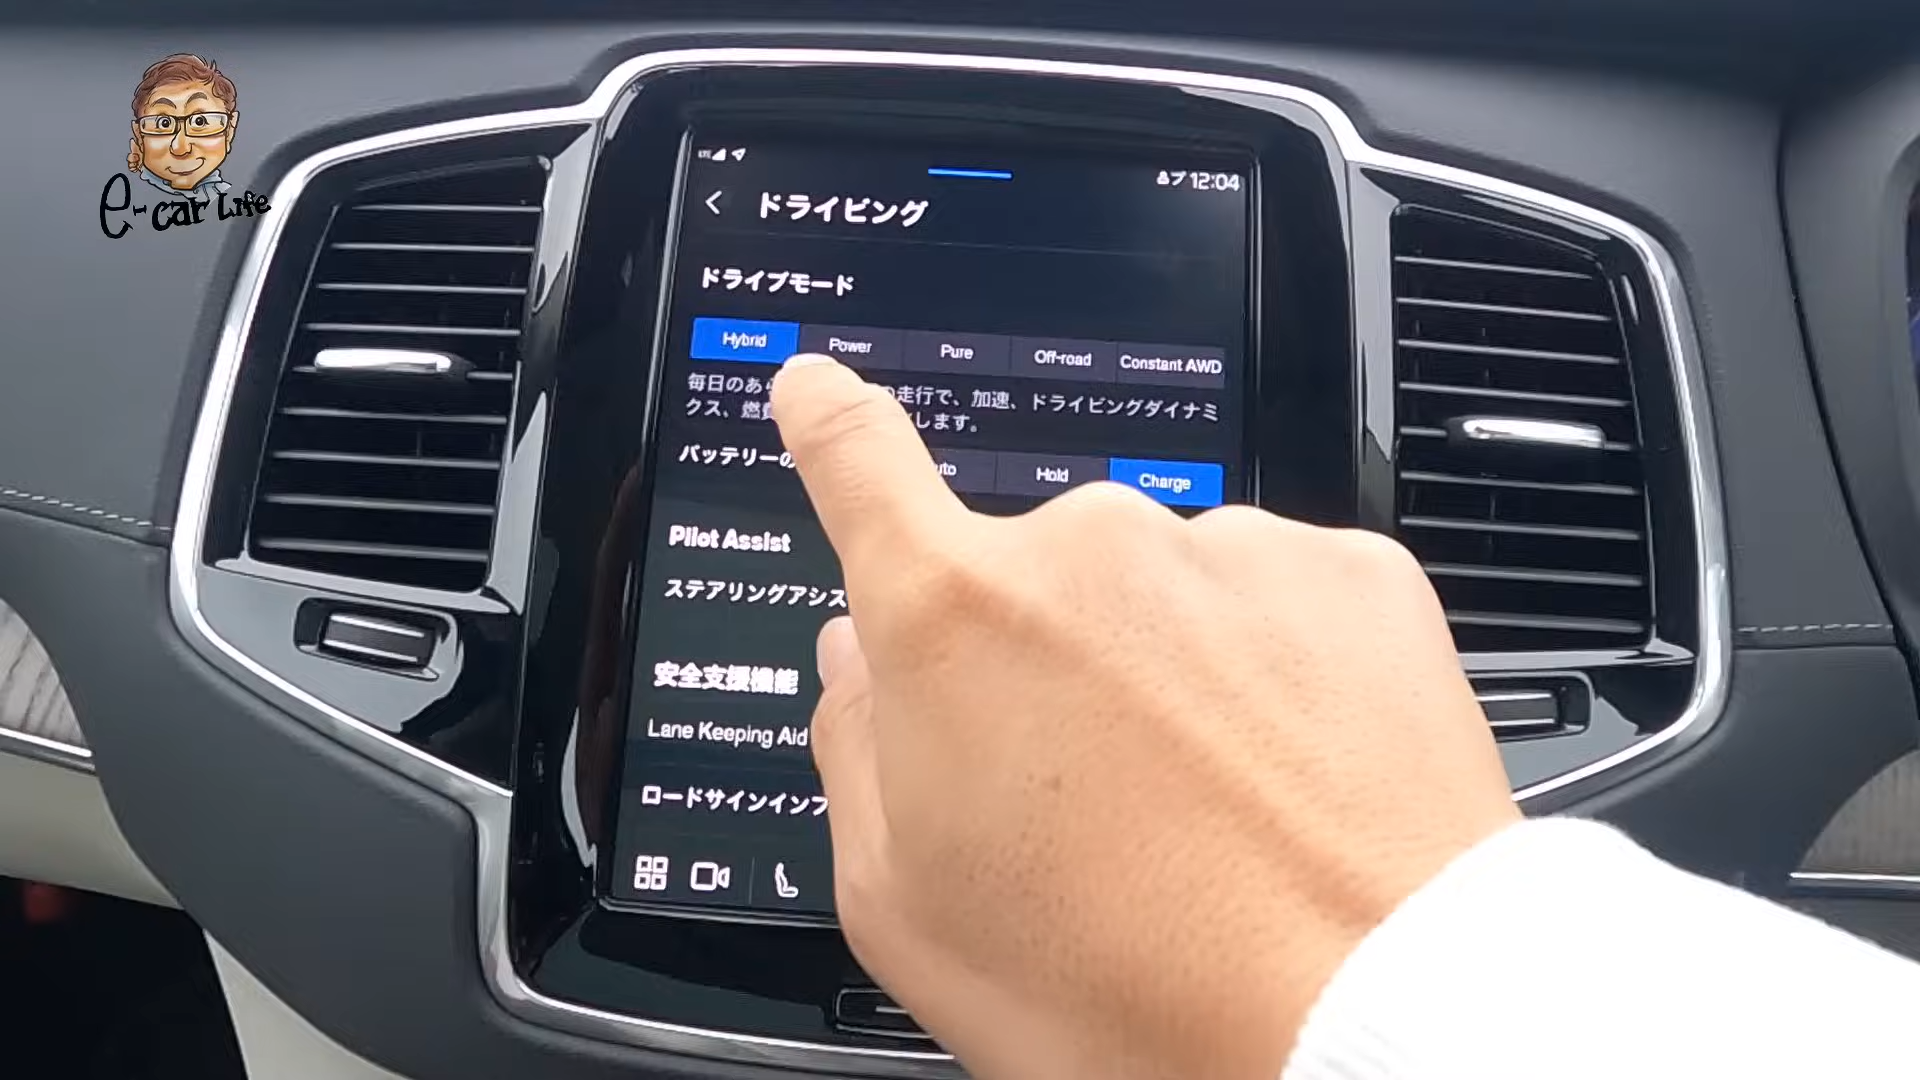 e-car Life
LTE
12:04
ドライビング
ドライブモード
Hybrid Power Pure Off-road Constant AWD
毎日のあ 走行で、加速、ドライビングダイナミ
クス、燃 します。
バッテリーの uto Hold Charge
Pilot Assist
ステアリングアシス
安全支援機能
Lane Keeping Aid
ロードサインインフ